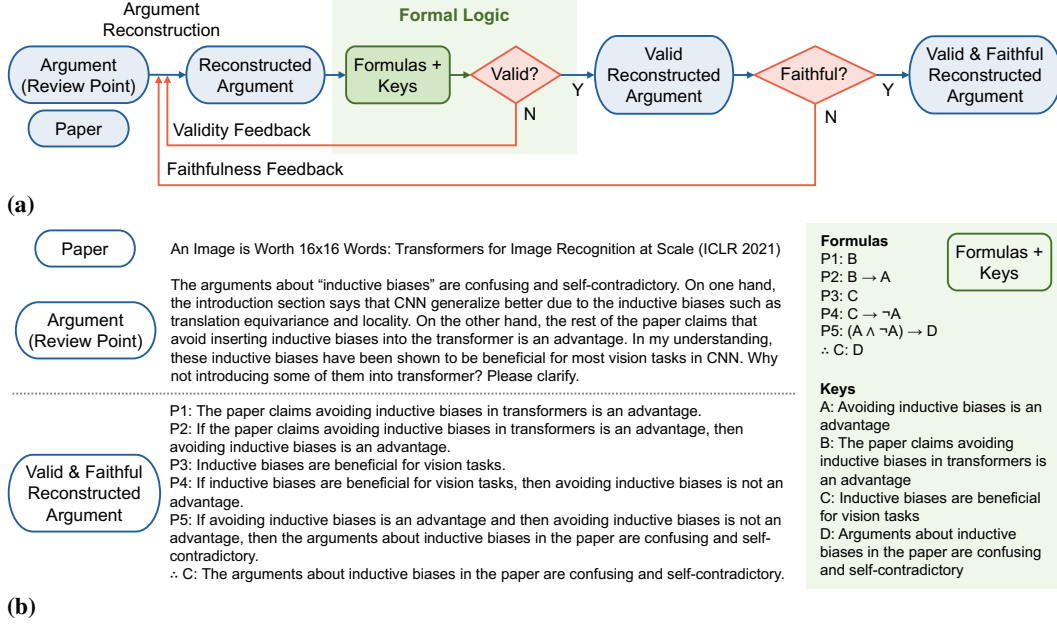 Argument
Reconstruction
Formal Logic
Argument
(Review Point)
Reconstructed
Argument
Formulas +
Keys
Valid?
Valid
Reconstructed
Argument
Faithful?
Valid & Faithful
Reconstructed
Argument
Y
Y
N
N
Paper
Validity Feedback
Faithfulness Feedback
(a)
Paper
An Image is Worth 16x16 Words: Transformers for Image Recognition at Scale (ICLR 2021)
Argument
(Review Point)
The arguments about “inductive biases” are confusing and self-contradictory. On one hand,
the introduction section says that CNN generalize better due to the inductive biases such as
translation equivariance and locality. On the other hand, the rest of the paper claims that
avoid inserting inductive biases into the transformer is an advantage. In my understanding,
these inductive biases have been shown to be beneficial for most vision tasks in CNN. Why
not introducing some of them into transformer? Please clarify.
Valid & Faithful
Reconstructed
Argument
P1: The paper claims avoiding inductive biases in transformers is an advantage.
P2: If the paper claims avoiding inductive biases in transformers is an advantage, then
avoiding inductive biases is an advantage.
P3: Inductive biases are beneficial for vision tasks.
P4: If inductive biases are beneficial for vision tasks, then avoiding inductive biases is not an
advantage.
P5: If avoiding inductive biases is an advantage and then avoiding inductive biases is not an
advantage, then the arguments about inductive biases in the paper are confusing and self-
contradictory.
∴ C: The arguments about inductive biases in the paper are confusing and self-contradictory.
Formulas
P1: B
P2: B → A
P3: C
P4: C → ¬A
P5: (A ∧ ¬A) → D
∴ C: D
Formulas +
Keys
Keys
A: Avoiding inductive biases is an
advantage
B: The paper claims avoiding
inductive biases in transformers is
an advantage
C: Inductive biases are beneficial
for vision tasks
D: Arguments about inductive
biases in the paper are confusing
and self-contradictory
(b)